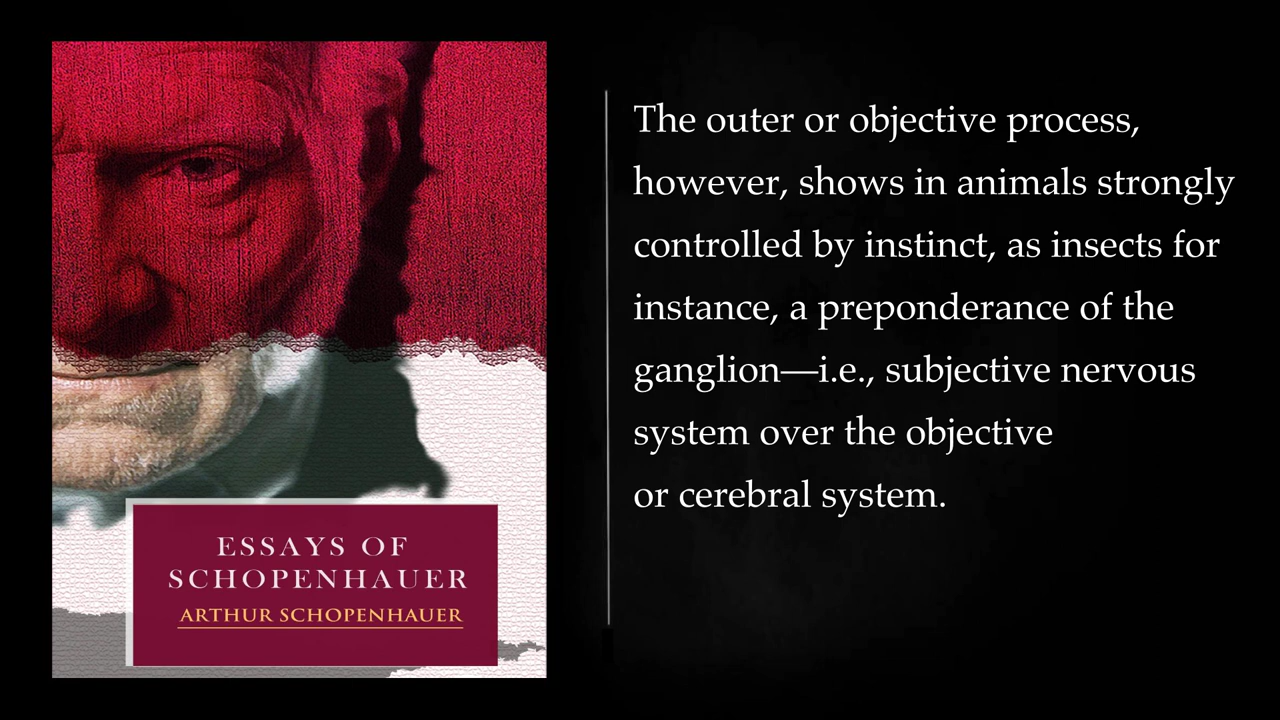 ESSAYS OF
SCHOPENHAUER
ARTHUR SCHOPENHAUER
The outer or objective process,
however, shows in animals strongly
controlled by instinct, as insects for
instance, a preponderance of the
ganglion—i.e., subjective nervous
system over the objective
or cerebral system.